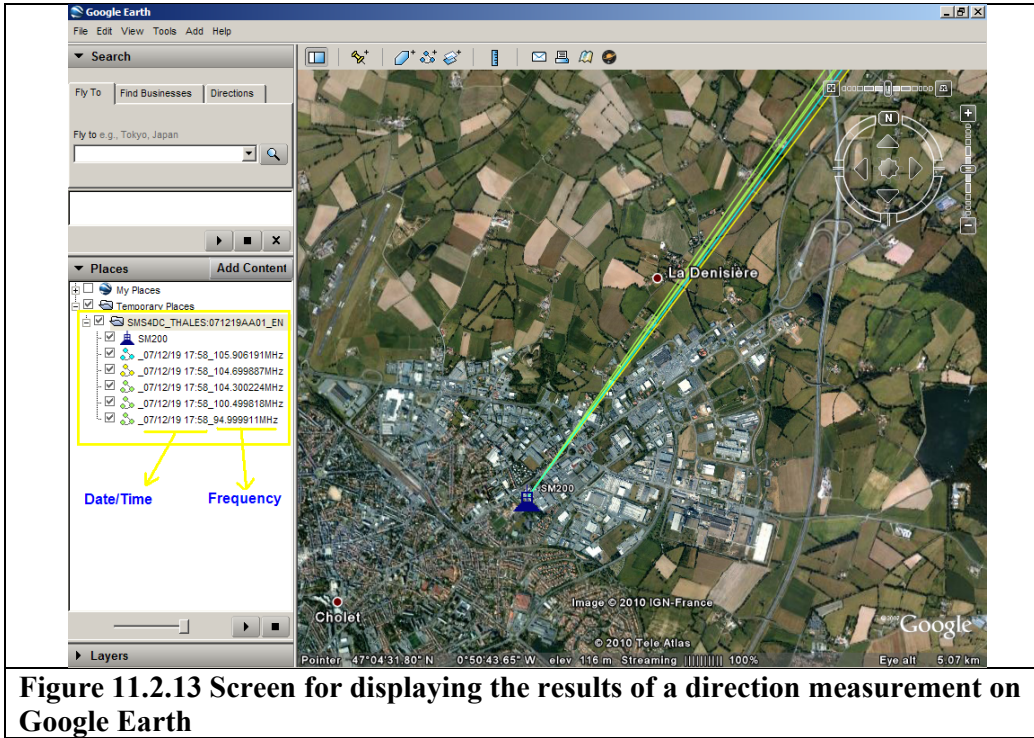 Google Earth
File Edit View Tools Add Help
Search
Fly To Find Businesses Directions
Fly to e.g., Tokyo, Japan
Places Add Content
My Places
Temporary Places
SMS4DC_THALES:071219AA01_EN
SM200
_07/12/19 17:58_105.906191MHz
_07/12/19 17:58_104.699887MHz
_07/12/19 17:58_104.300224MHz
_07/12/19 17:58_100.499818MHz
_07/12/19 17:58_94.999911MHz
Date/Time Frequency
Layers
N
La Denisière
SM200
Cholet
Image © 2010 IGN-France
© 2010 Tele Atlas
Google
Pointer 47°04'31.80" N 0°50'43.65" W elev 116 m Streaming |||||||||| 100% Eye alt 5.07 km
Figure 11.2.13 Screen for displaying the results of a direction measurement on
Google Earth